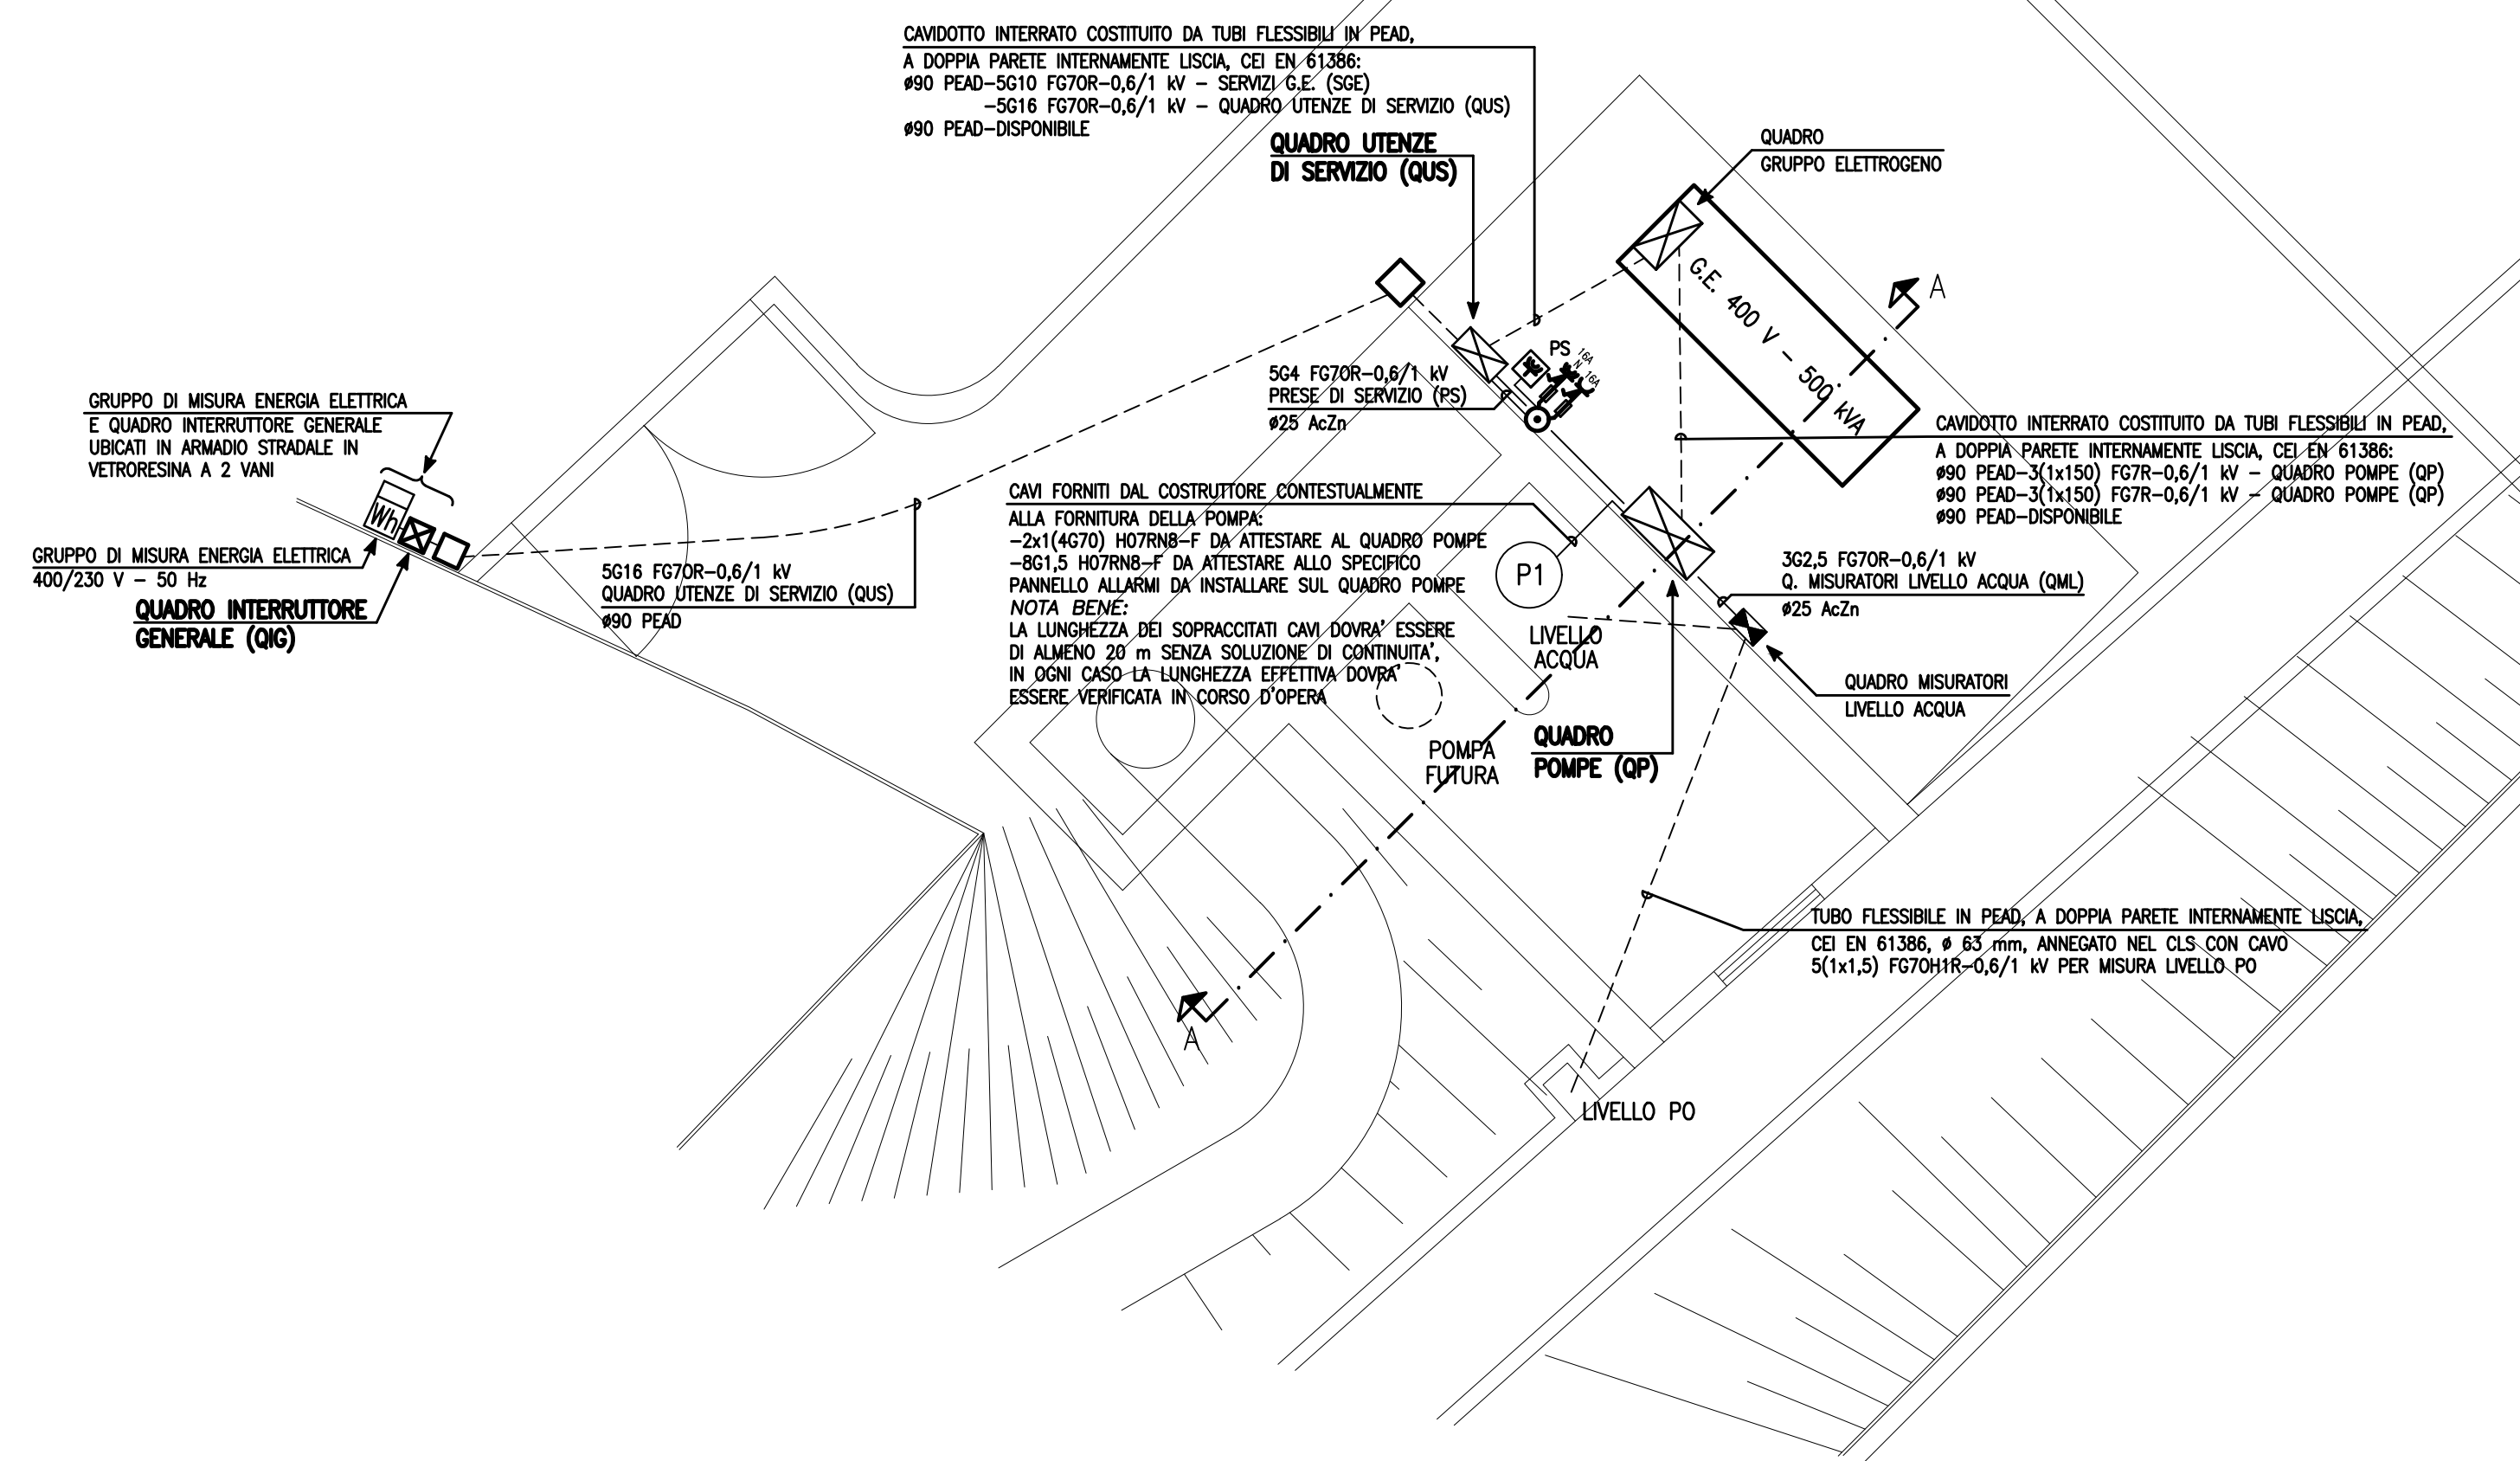 CAVIDOTTO INTERRATO COSTITUITO DA TUBI FLESSIBILI IN PEAD,
A DOPPIA PARETE INTERNAMENTE LISCIA, CEI EN 61386:
ø90 PEAD-5G10 FG7OR-0,6/1 kV - SERVIZI G.E. (SGE)
-5G16 FG7OR-0,6/1 kV - QUADRO UTENZE DI SERVIZIO (QUS)
ø90 PEAD-DISPONIBILE
QUADRO UTENZE
DI SERVIZIO (QUS)
QUADRO
GRUPPO ELETTROGENO
G.E. 400 V - 500 kVA
A
PS
16A
N 16A
5G4 FG7OR-0,6/1 kV
PRESE DI SERVIZIO (PS)
ø25 AcZn
GRUPPO DI MISURA ENERGIA ELETTRICA
E QUADRO INTERRUTTORE GENERALE
UBICATI IN ARMADIO STRADALE IN
VETRORESINA A 2 VANI
Wh
GRUPPO DI MISURA ENERGIA ELETTRICA
400/230 V - 50 Hz
QUADRO INTERRUTTORE
GENERALE (QIG)
5G16 FG7OR-0,6/1 kV
QUADRO UTENZE DI SERVIZIO (QUS)
ø90 PEAD
CAVI FORNITI DAL COSTRUTTORE CONTESTUALMENTE
ALLA FORNITURA DELLA POMPA:
-2x1(4G70) H07RN8-F DA ATTESTARE AL QUADRO POMPE
-8G1,5 H07RN8-F DA ATTESTARE ALLO SPECIFICO
PANNELLO ALLARMI DA INSTALLARE SUL QUADRO POMPE
NOTA BENE:
LA LUNGHEZZA DEI SOPRACCITATI CAVI DOVRA' ESSERE
DI ALMENO 20 m SENZA SOLUZIONE DI CONTINUITA',
IN OGNI CASO LA LUNGHEZZA EFFETTIVA DOVRA'
ESSERE VERIFICATA IN CORSO D'OPERA
P1
CAVIDOTTO INTERRATO COSTITUITO DA TUBI FLESSIBILI IN PEAD,
A DOPPIA PARETE INTERNAMENTE LISCIA, CEI EN 61386:
ø90 PEAD-3(1x150) FG7R-0,6/1 kV - QUADRO POMPE (QP)
ø90 PEAD-3(1x150) FG7R-0,6/1 kV - QUADRO POMPE (QP)
ø90 PEAD-DISPONIBILE
3G2,5 FG7OR-0,6/1 kV
Q. MISURATORI LIVELLO ACQUA (QML)
ø25 AcZn
LIVELLO
ACQUA
QUADRO MISURATORI
LIVELLO ACQUA
POMPA
FUTURA
QUADRO
POMPE (QP)
TUBO FLESSIBILE IN PEAD, A DOPPIA PARETE INTERNAMENTE LISCIA,
CEI EN 61386, ø 63 mm, ANNEGATO NEL CLS CON CAVO
5(1x1,5) FG7OH1R-0,6/1 kV PER MISURA LIVELLO PO
A
LIVELLO PO